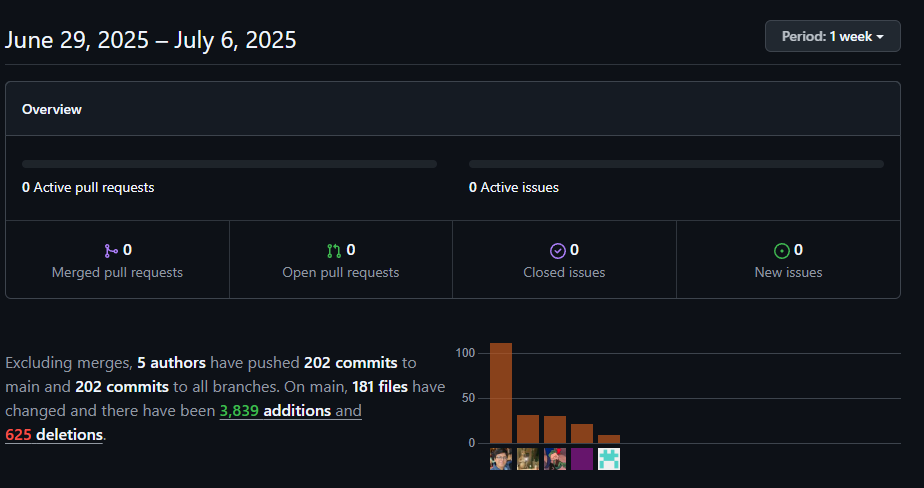 June 29, 2025 – July 6, 2025
Period: 1 week
Overview
0 Active pull requests
0 Active issues
0
Merged pull requests
0
Open pull requests
0
Closed issues
0
New issues
Excluding merges, 5 authors have pushed 202 commits to
main and 202 commits to all branches. On main, 181 files have
changed and there have been 3,839 additions and
625 deletions.
100
50
0